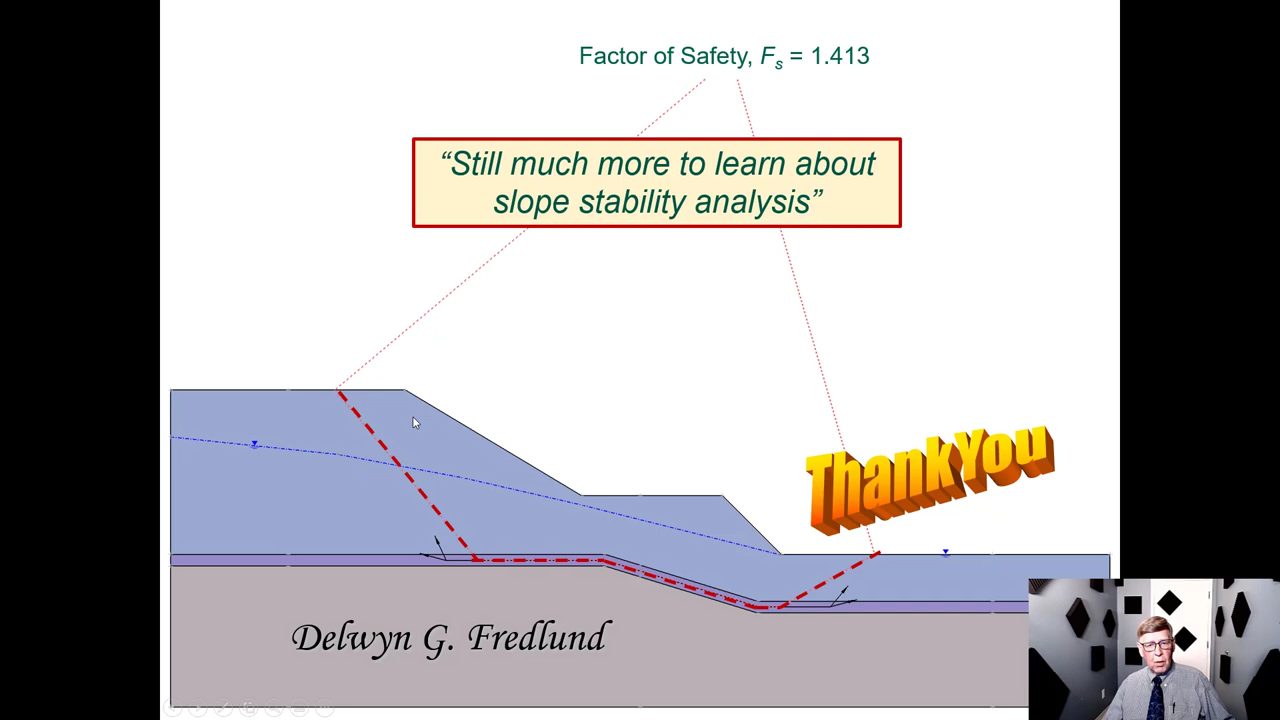 Factor of Safety, Fs = 1.413
“Still much more to learn about
slope stability analysis”
ThankYou
Delwyn G. Fredlund